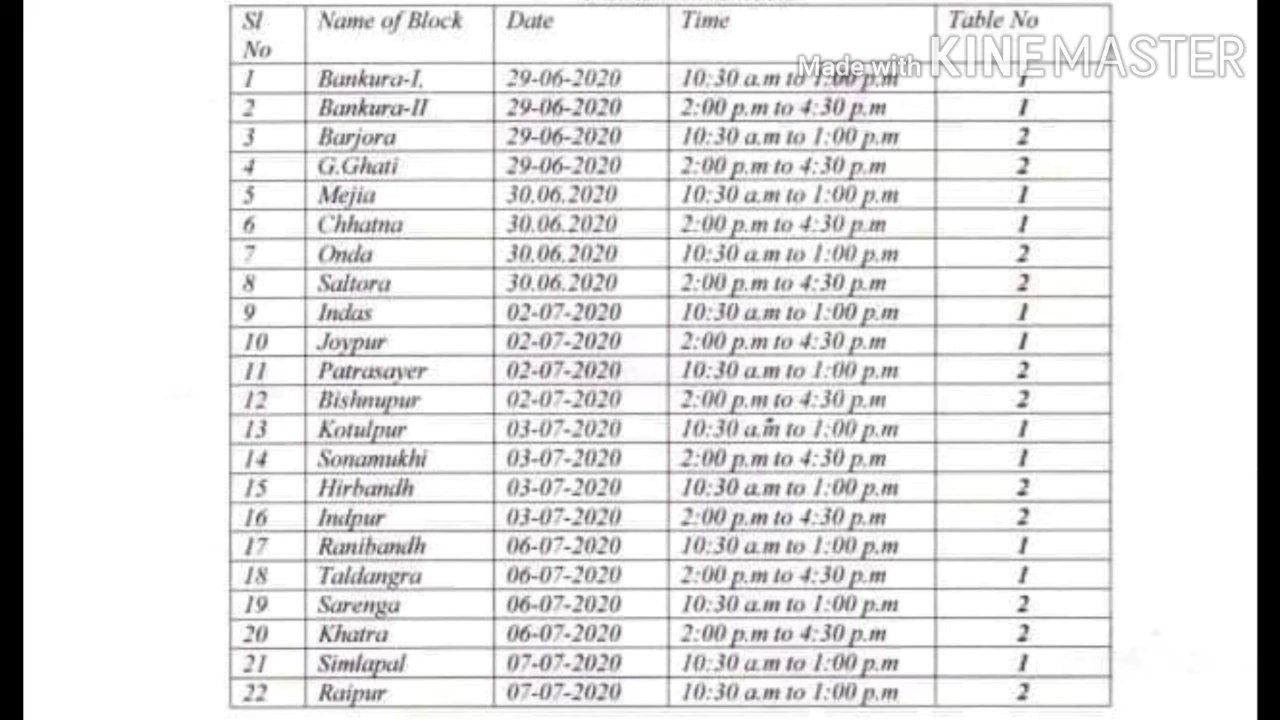 Sl No Name of Block Date Time Table No
Made with KINEMASTER
1 Bankura-I. 29-06-2020 10:30 a.m to 1:00 p.m 1
2 Bankura-II 29-06-2020 2:00 p.m to 4:30 p.m 1
3 Barjora 29-06-2020 10:30 a.m to 1:00 p.m 2
4 G.Ghati 29-06-2020 2:00 p.m to 4:30 p.m 2
5 Mejia 30.06.2020 10:30 a.m to 1:00 p.m 1
6 Chhatna 30.06.2020 2:00 p.m to 4:30 p.m 1
7 Onda 30.06.2020 10:30 a.m to 1:00 p.m 2
8 Saltora 30.06.2020 2:00 p.m to 4:30 p.m 2
9 Indas 02-07-2020 10:30 a.m to 1:00 p.m 1
10 Joypur 02-07-2020 2:00 p.m to 4:30 p.m 1
11 Patrasayer 02-07-2020 10:30 a.m to 1:00 p.m 2
12 Bishnupur 02-07-2020 2:00 p.m to 4:30 p.m 2
13 Kotulpur 03-07-2020 10:30 a.m to 1:00 p.m 1
14 Sonamukhi 03-07-2020 2:00 p.m to 4:30 p.m 1
15 Hirbandh 03-07-2020 10:30 a.m to 1:00 p.m 2
16 Indpur 03-07-2020 2:00 p.m to 4:30 p.m 2
17 Ranibandh 06-07-2020 10:30 a.m to 1:00 p.m 1
18 Taldangra 06-07-2020 2:00 p.m to 4:30 p.m 1
19 Sarenga 06-07-2020 10:30 a.m to 1:00 p.m 2
20 Khatra 06-07-2020 2:00 p.m to 4:30 p.m 2
21 Simlapal 07-07-2020 10:30 a.m to 1:00 p.m 1
22 Raipur 07-07-2020 10:30 a.m to 1:00 p.m 2